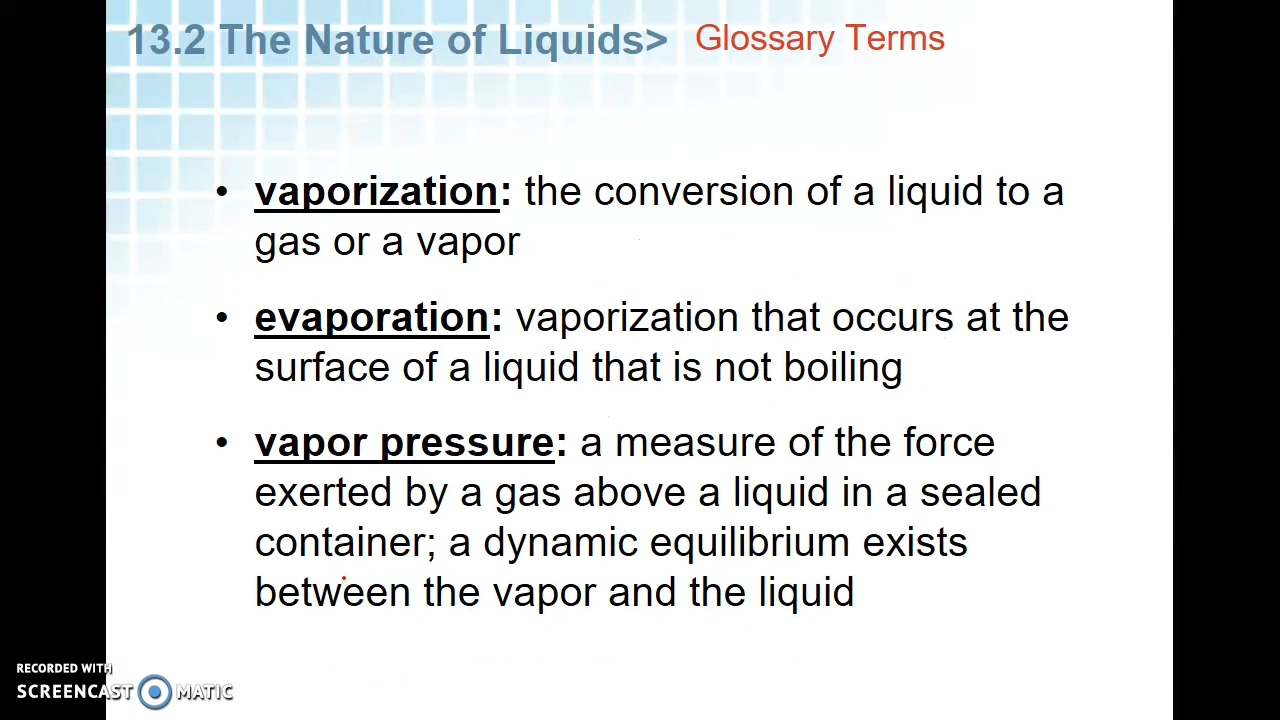 13.2 The Nature of Liquids> Glossary Terms
• vaporization: the conversion of a liquid to a
gas or a vapor
• evaporation: vaporization that occurs at the
surface of a liquid that is not boiling
• vapor pressure: a measure of the force
exerted by a gas above a liquid in a sealed
container; a dynamic equilibrium exists
between the vapor and the liquid
RECORDED WITH
SCREENCAST MATIC